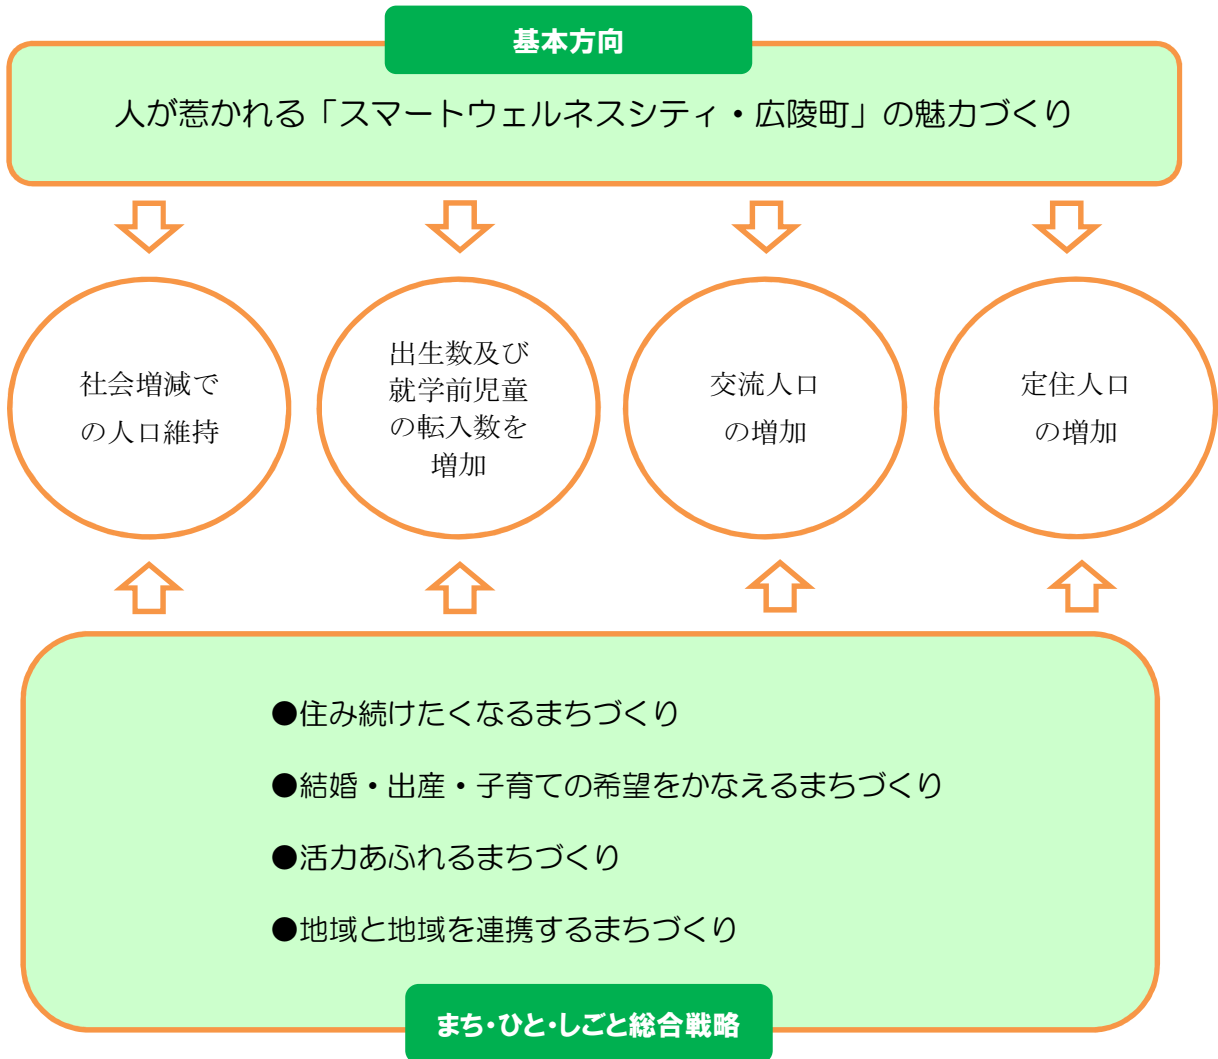 基本方向
人が惹かれる「スマートウェルネスシティ・広陵町」の魅力づくり
社会増減で
の人口維持
出生数及び
就学前児童
の転入数を
増加
交流人口
の増加
定住人口
の増加
●住み続けたくなるまちづくり
●結婚・出産・子育ての希望をかなえるまちづくり
●活力あふれるまちづくり
●地域と地域を連携するまちづくり
まち・ひと・しごと総合戦略